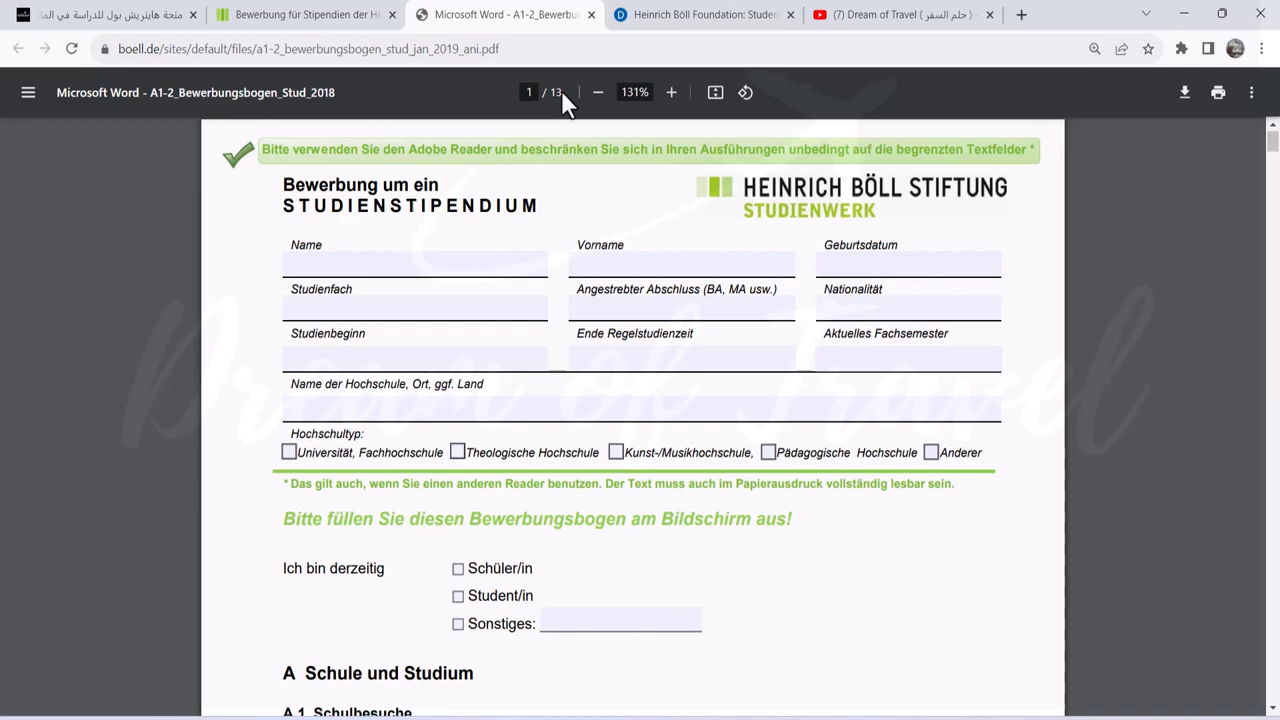 منحة هاينريش بول للدراسة في الما
Bewerbung für Stipendien der He
Microsoft Word - A1-2_Bewerbun
Heinrich Böll Foundation: Studen
(7) Dream of Travel ( حلم السفر ) -
boell.de/sites/default/files/a1-2_bewerbungsbogen_stud_jan_2019_ani.pdf
Microsoft Word - A1-2_Bewerbungsbogen_Stud_2018
1 / 13
131%
Bitte verwenden Sie den Adobe Reader und beschränken Sie sich in Ihren Ausführungen unbedingt auf die begrenzten Textfelder *
Bewerbung um ein
STUDIENSTIPENDIUM
HEINRICH BÖLL STIFTUNG
STUDIENWERK
Name Vorname Geburtsdatum
Studienfach Angestrebter Abschluss (BA, MA usw.) Nationalität
Studienbeginn Ende Regelstudienzeit Aktuelles Fachsemester
Name der Hochschule, Ort, ggf. Land
Hochschultyp:
Universität, Fachhochschule Theologische Hochschule Kunst-/Musikhochschule, Pädagogische Hochschule Anderer
* Das gilt auch, wenn Sie einen anderen Reader benutzen. Der Text muss auch im Papierausdruck vollständig lesbar sein.
Bitte füllen Sie diesen Bewerbungsbogen am Bildschirm aus!
Ich bin derzeitig Schüler/in
Student/in
Sonstiges:
A Schule und Studium
A 1 Schulbesuche
Dream of Travel